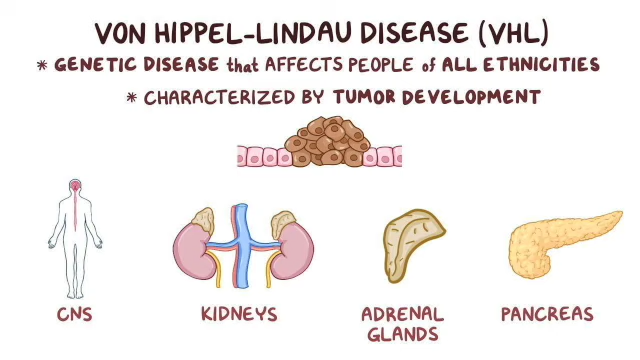 VON HIPPEL-LINDAU DISEASE (VHL)
* GENETIC DISEASE that AFFECTS PEOPLE of ALL ETHNICITIES
* CHARACTERIZED BY TUMOR DEVELOPMENT
CNS
KIDNEYS
ADRENAL
GLANDS
PANCREAS